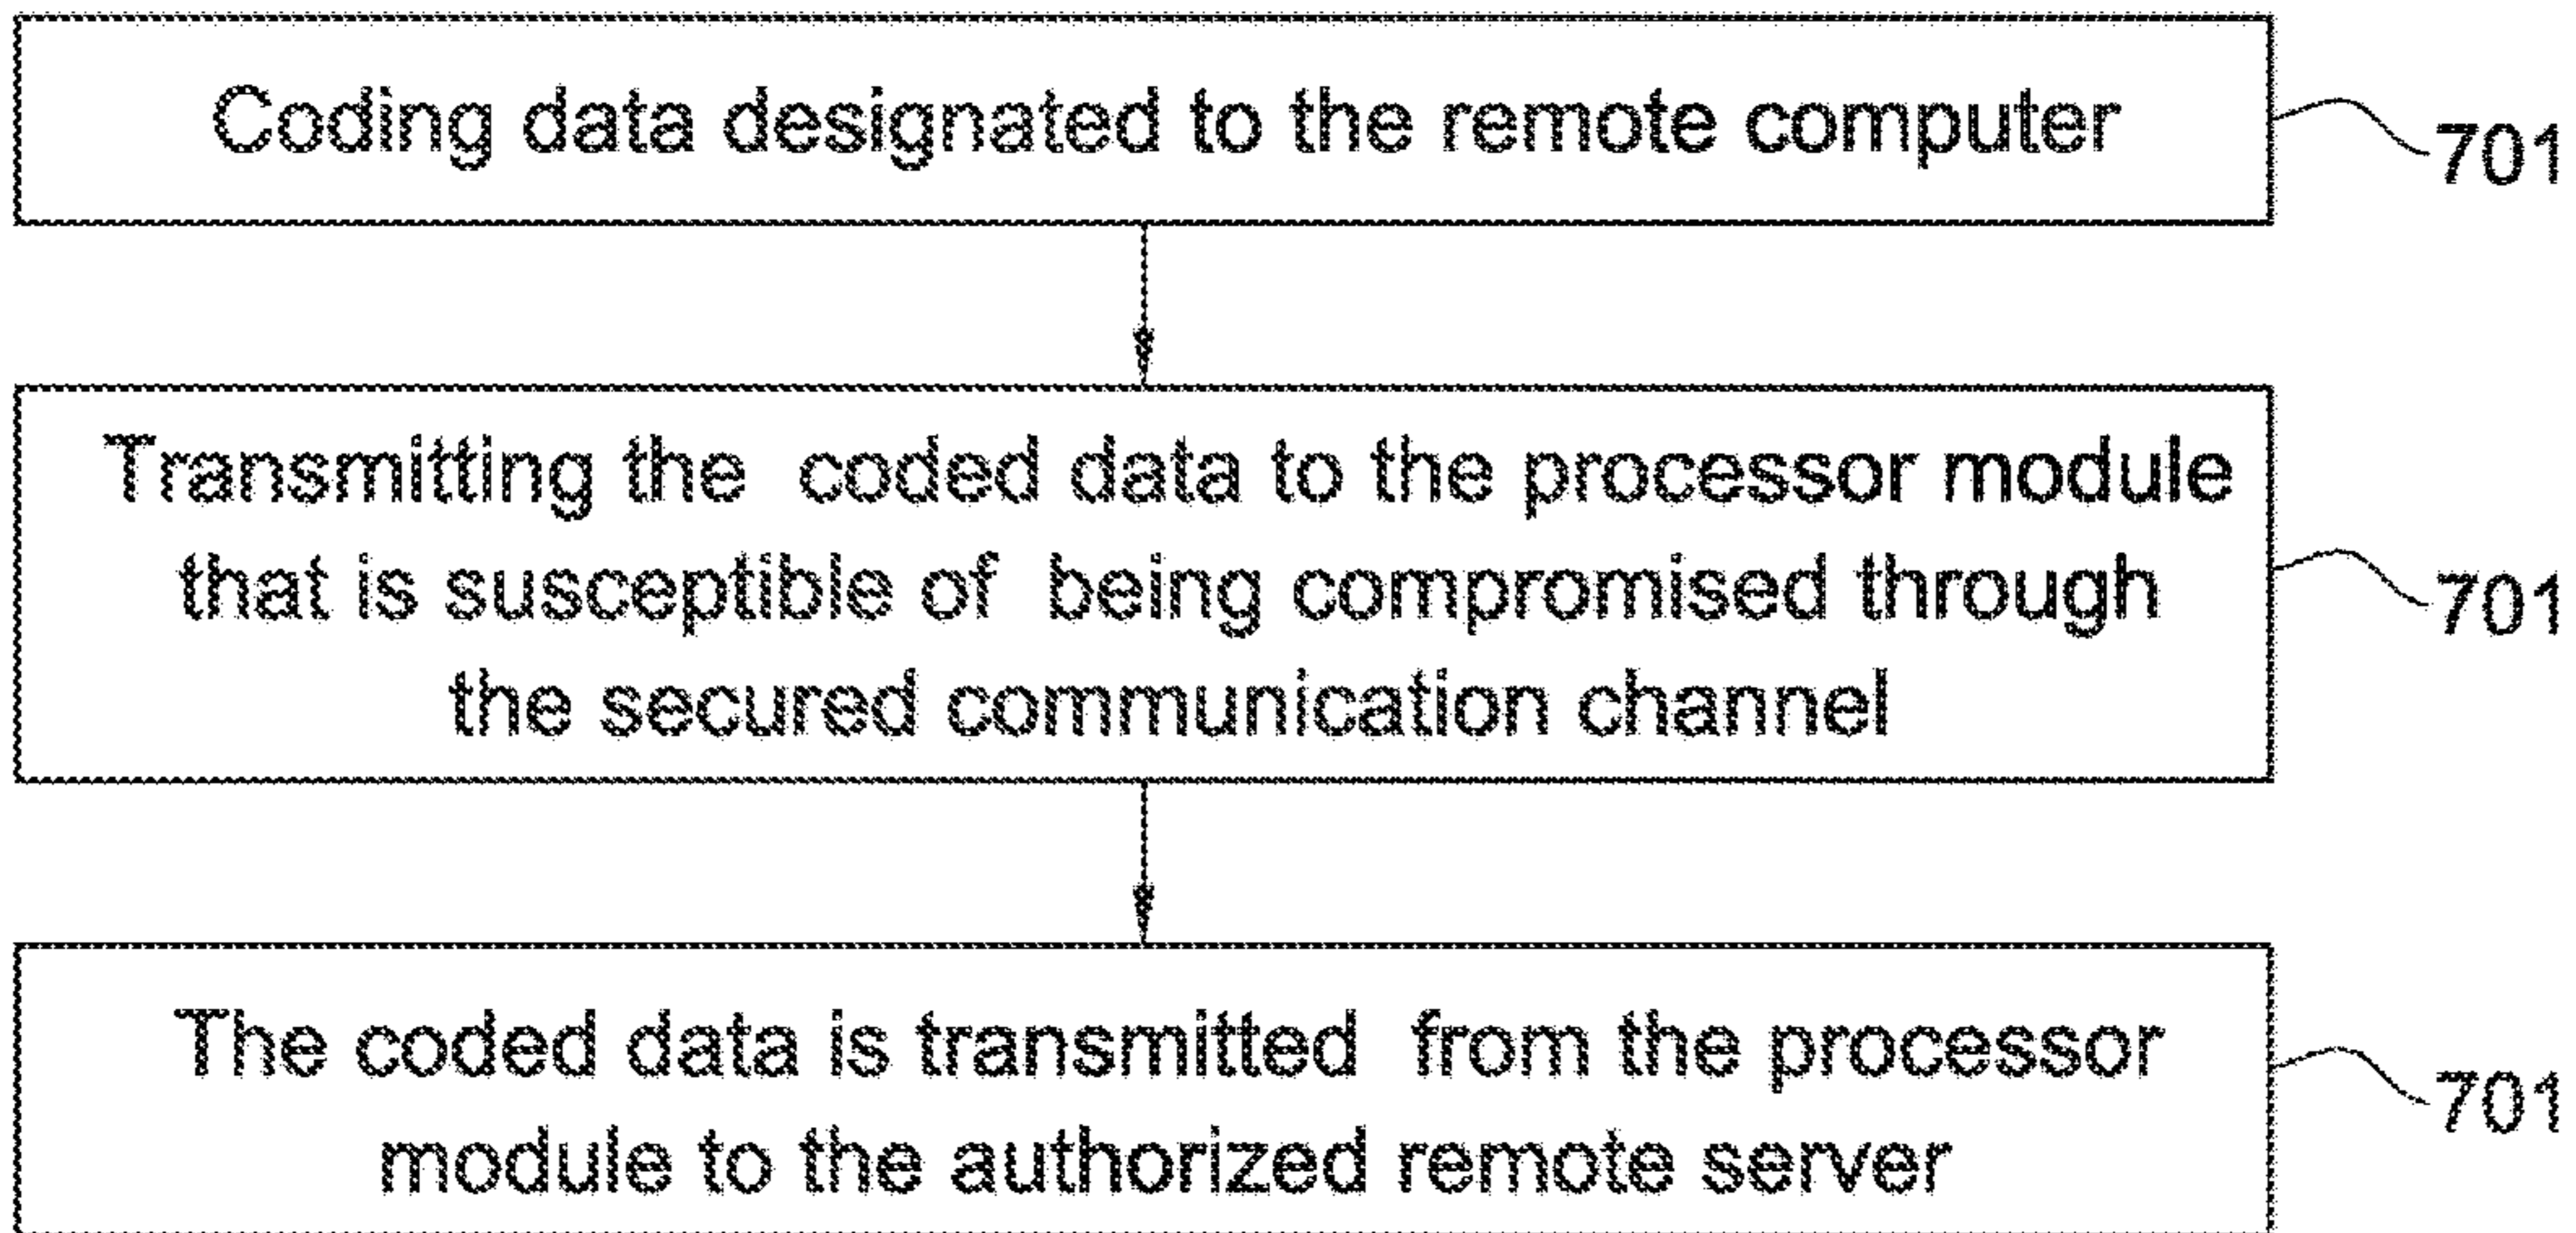 Coding data designated to the remote computer
701
Transmitting the coded data to the processor module
that is susceptible of being compromised through
the secured communication channel
701
The coded data is transmitted from the processor
module to the authorized remote server
701